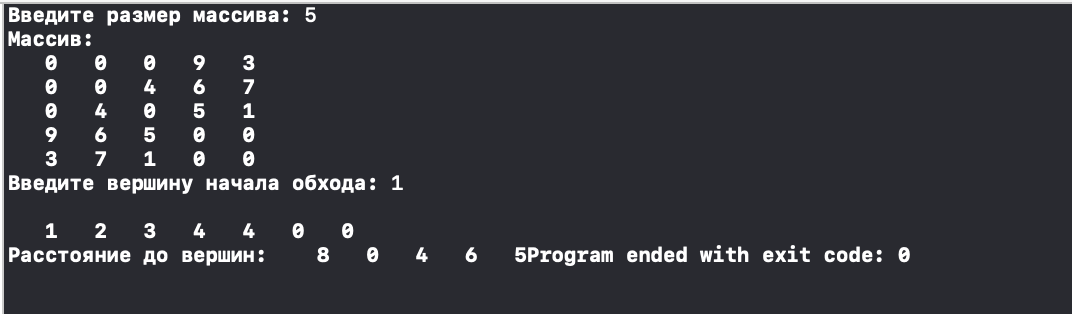 Введите размер массива: 5
Массив:
0 0 0 9 3
0 0 4 6 7
0 4 0 5 1
9 6 5 0 0
3 7 1 0 0
Введите вершину начала обхода: 1
1 2 3 4 4 0 0
Расстояние до вершин: 8 0 4 6 5Program ended with exit code: 0